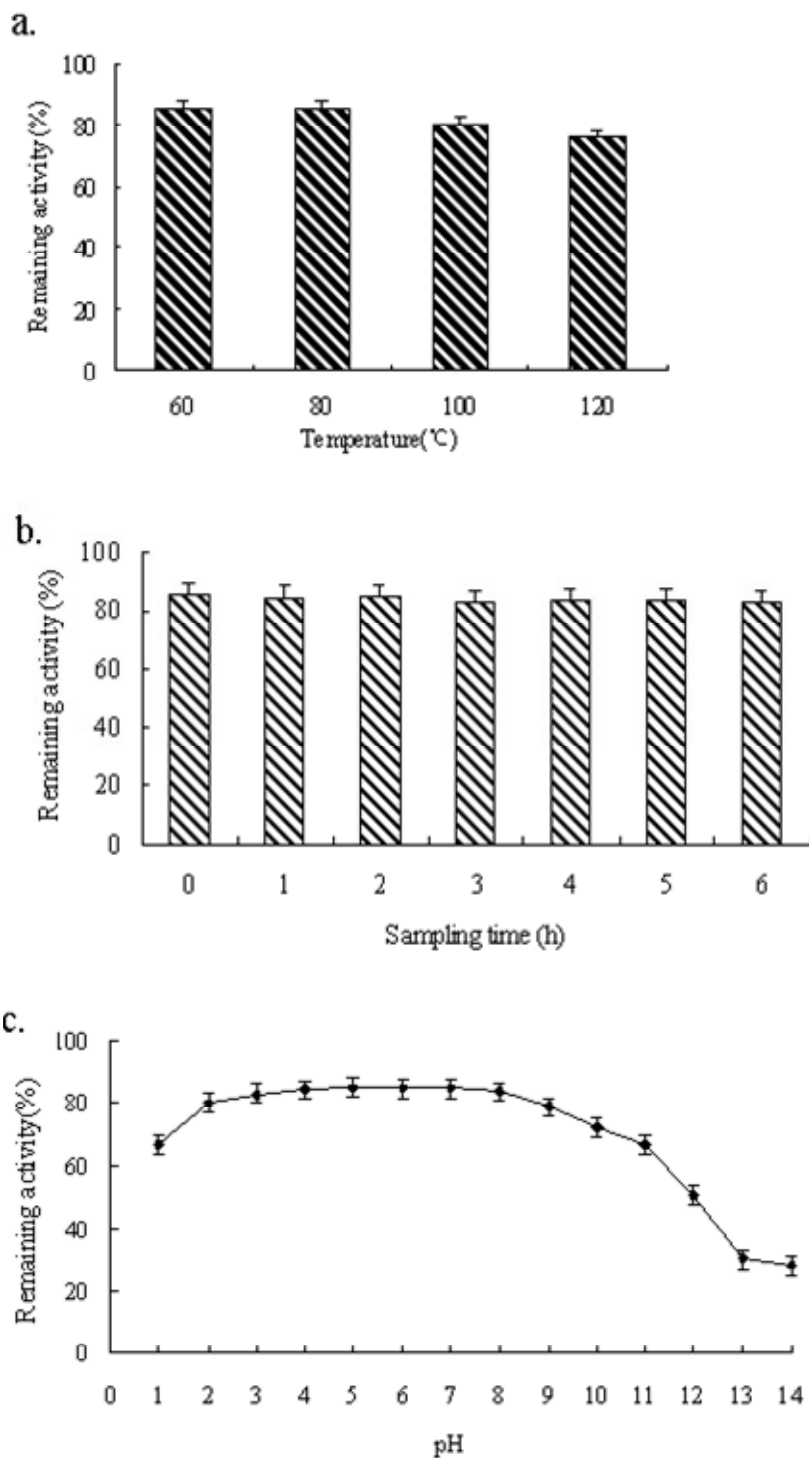 a.
100
80
60
40
20
0
Remaining activity (%)
60 80 100 120
Temperature(℃)
b.
100
80
60
40
20
0
Remaining activity (%)
0 1 2 3 4 5 6
Sampling time (h)
c.
100
80
60
40
20
0
Remaining activity(%)
0 1 2 3 4 5 6 7 8 9 10 11 12 13 14
pH